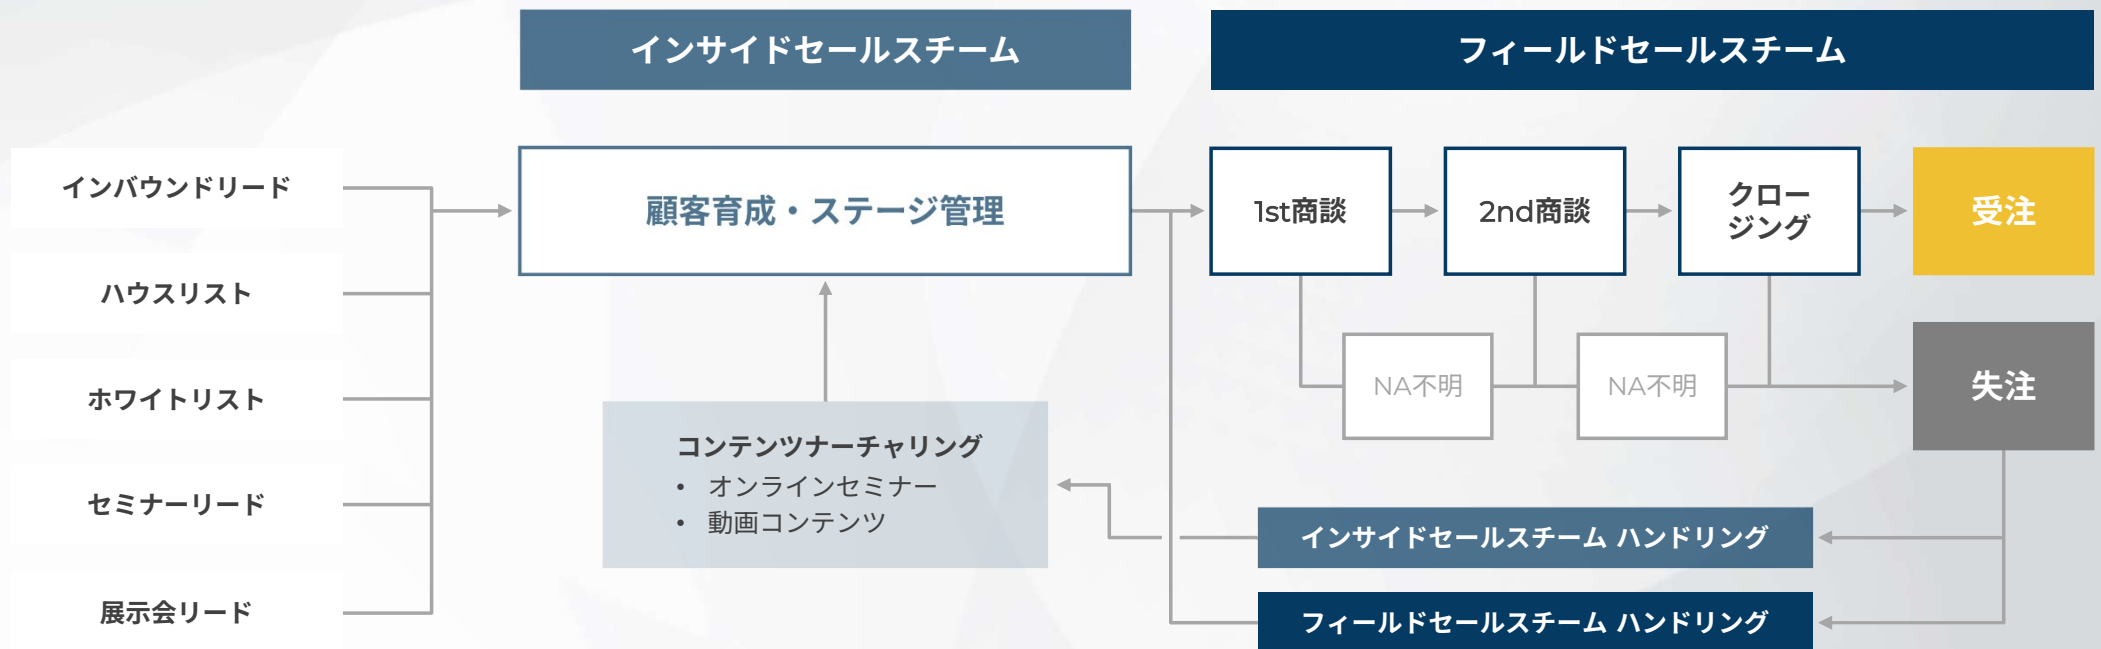 インサイドセールスチーム
フィールドセールスチーム
インバウンドリード
ハウスリスト
ホワイトリスト
セミナーリード
展示会リード
顧客育成・ステージ管理
コンテンツナーチャリング
• オンラインセミナー
• 動画コンテンツ
1st商談
2nd商談
クロー
ジング
受注
NA不明
NA不明
失注
インサイドセールスチーム ハンドリング
フィールドセールスチーム ハンドリング